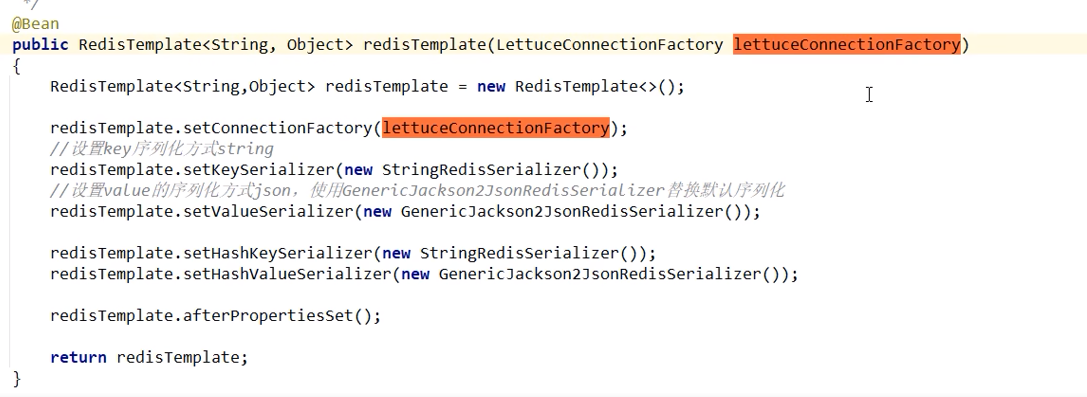 */
@Bean
public RedisTemplate<String, Object> redisTemplate(LettuceConnectionFactory lettuceConnectionFactory)
{
    RedisTemplate<String,Object> redisTemplate = new RedisTemplate<>();
    redisTemplate.setConnectionFactory(lettuceConnectionFactory);
    //设置key序列化方式string
    redisTemplate.setKeySerializer(new StringRedisSerializer());
    //设置value的序列化方式json，使用GenericJackson2JsonRedisSerializer替换默认序列化
    redisTemplate.setValueSerializer(new GenericJackson2JsonRedisSerializer());
    redisTemplate.setHashKeySerializer(new StringRedisSerializer());
    redisTemplate.setHashValueSerializer(new GenericJackson2JsonRedisSerializer());
    redisTemplate.afterPropertiesSet();
    return redisTemplate;
}